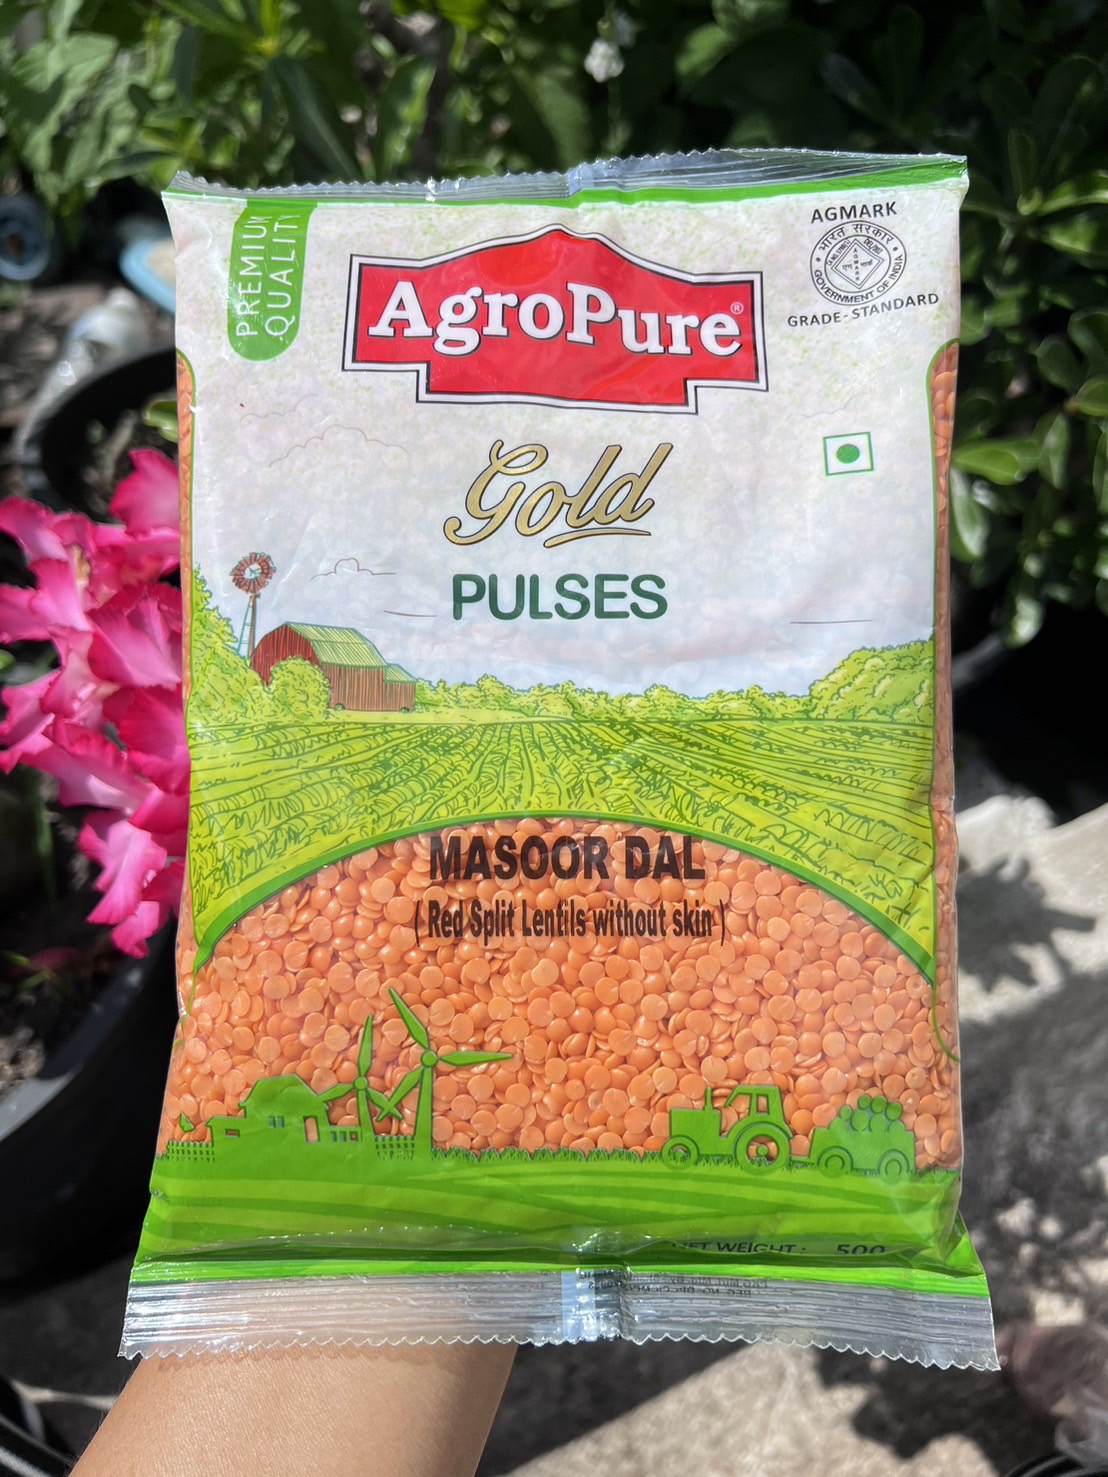 PREMIUM
QUALITY
AGMARK
भारत सरकार
GOVERNMENT OF INDIA
GRADE-STANDARD
AgroPure®
Gold
PULSES
MASOOR DAL
( Red Split Lentils without skin )
NET WEIGHT : 500